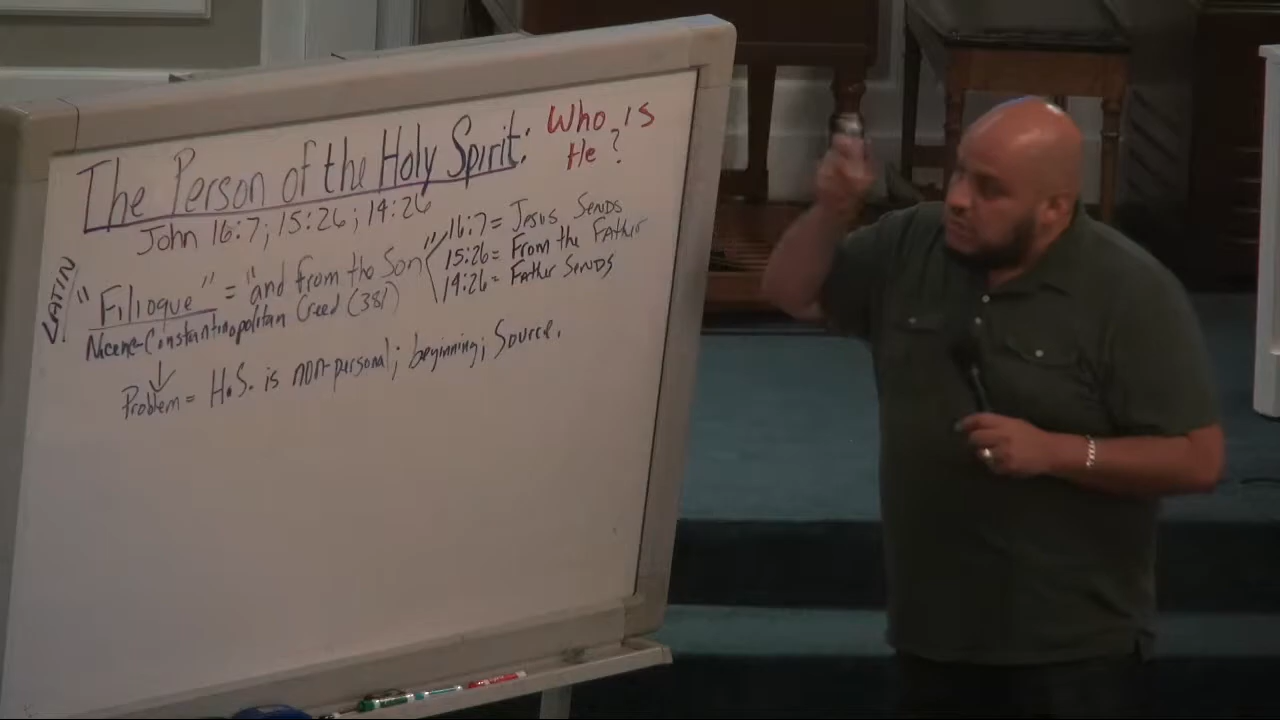 The Person of the Holy Spirit: Who is He?
John 16:7; 15:26; 14:26
LATIN
"Filioque" = "and from the Son"
16:7 = Jesus Sends
15:26 = From the Father
14:26 = Father Sends
Nicene-Constantinopolitan Creed (381)
Problem = H.S. is non-personal; beginning; Source.